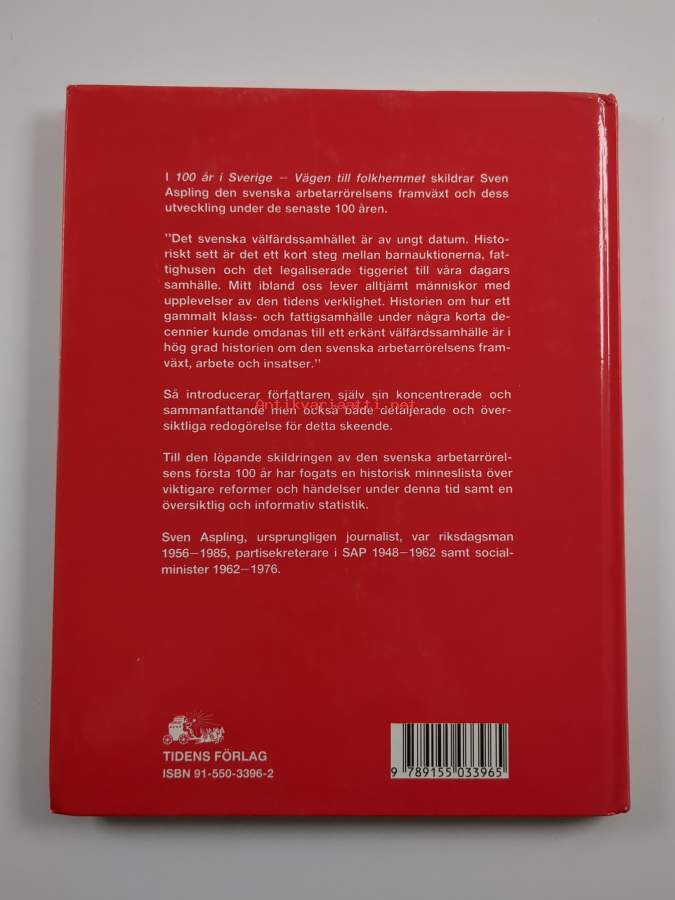 I 100 år i Sverige – Vägen till folkhemmet skildrar Sven
Aspling den svenska arbetarrörelsens framväxt och dess
utveckling under de senaste 100 åren.
"Det svenska välfärdssamhället är av ungt datum. Histo-
riskt sett är det ett kort steg mellan barnauktionerna, fat-
tighusen och det legaliserade tiggeriet till våra dagars
samhälle. Mitt ibland oss lever alltjämt människor med
upplevelser av den tidens verklighet. Historien om hur ett
gammalt klass- och fattigsamhälle under några korta de-
cennier kunde omdanas till ett erkänt välfärdssamhälle är i
hög grad historien om den svenska arbetarrörelsens fram-
växt, arbete och insatser."
Så introducerar förfåttaren själv sin koncentrerade och
Antikvariaatti.net
sammanfattande men också både detaljerade och över-
siktliga redogörelse för detta skeende.
Till den löpande skildringen av den svenska arbetarrörel-
sens första 100 år har fogats en historisk minneslista över
viktigare reformer och händelser under denna tid samt en
översiktlig och informativ statistik.
Sven Aspling, ursprungligen journalist, var riksdagsman
1956–1985, partisekreterare i SAP 1948–1962 samt social-
minister 1962–1976.
TIDENS FÖRLAG
ISBN 91-550-3396-2
9 789155 033965